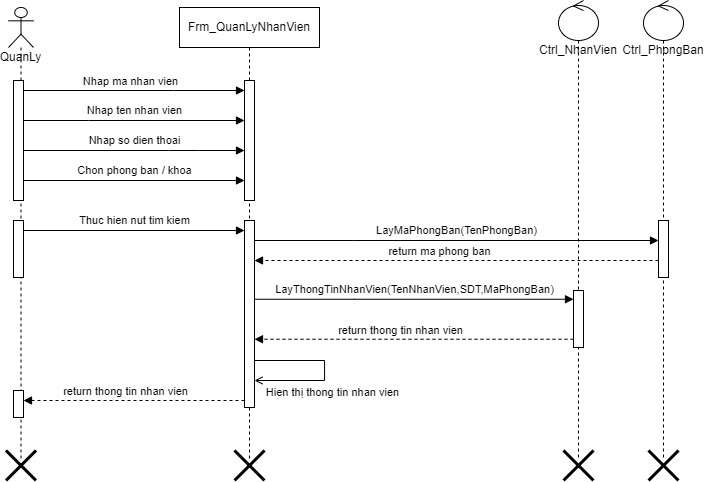 Frm_QuanLyNhanVien
QuanLy
Ctrl_NhanVien
Ctrl_PhongBan
Nhap ma nhan vien
Nhap ten nhan vien
Nhap so dien thoai
Chon phong ban / khoa
Thuc hien nut tim kiem
LayMaPhongBan(TenPhongBan)
return ma phong ban
LayThongTinNhanVien(TenNhanVien,SDT,MaPhongBan)
return thong tin nhan vien
return thong tin nhan vien
Hien thị thong tin nhan vien